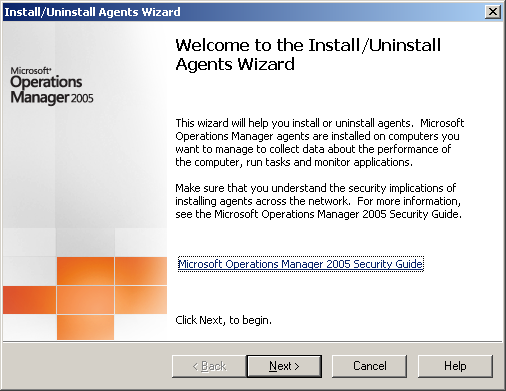 Install/Uninstall Agents Wizard
Microsoft®
Operations
Manager 2005
Welcome to the Install/Uninstall
Agents Wizard
This wizard will help you install or uninstall agents.  Microsoft
Operations Manager agents are installed on computers you
want to manage to collect data about the performance of
the computer, run tasks and monitor applications.
Make sure that you understand the security implications of
installing agents across the network.  For more information,
see the Microsoft Operations Manager 2005 Security Guide.
Microsoft Operations Manager 2005 Security Guide
Click Next, to begin.
< Back
Next >
Cancel
Help